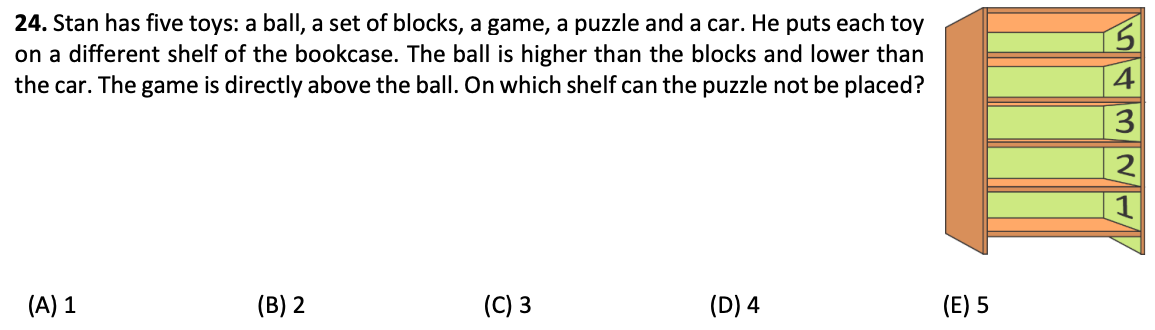 24. Stan has five toys: a ball, a set of blocks, a game, a puzzle and a car. He puts each toy
on a different shelf of the bookcase. The ball is higher than the blocks and lower than
the car. The game is directly above the ball. On which shelf can the puzzle not be placed?
5
4
3
2
1
(A) 1 (B) 2 (C) 3 (D) 4 (E) 5